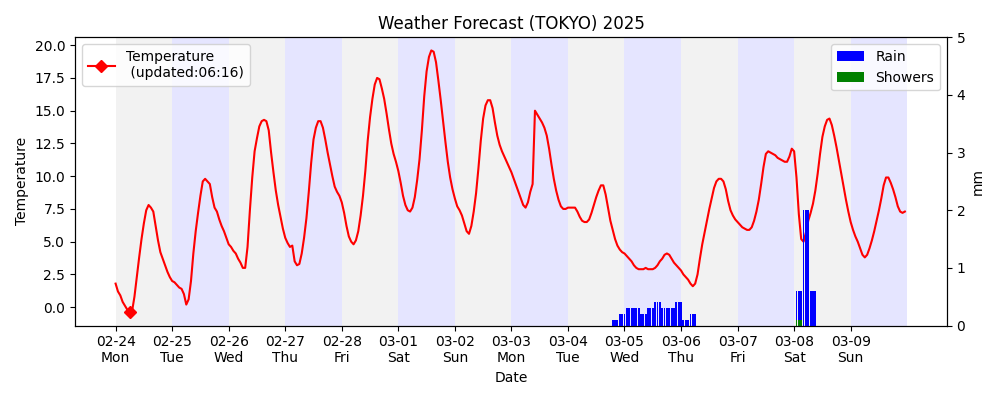 Weather Forecast (TOKYO) 2025
Temperature
(updated:06:16)
Rain
Showers
20.0
17.5
15.0
12.5
10.0
7.5
5.0
2.5
0.0
Temperature
5
4
3
2
1
0
mm
02-24 02-25 02-26 02-27 02-28 03-01 03-02 03-03 03-04 03-05 03-06 03-07 03-08 03-09
Mon Tue Wed Thu Fri Sat Sun Mon Tue Wed Thu Fri Sat Sun
Date